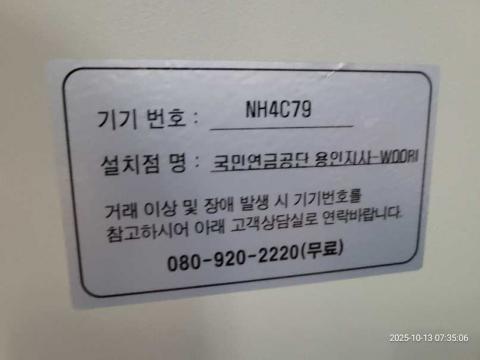 기기 번호 : NH4C79
설치점 명 : 국민연금공단 용인지사-WOORI
거래 이상 및 장애 발생 시 기기번호를
참고하시어 아래 고객상담실로 연락바랍니다.
080-920-2220(무료)
2025-10-13 07:35:06